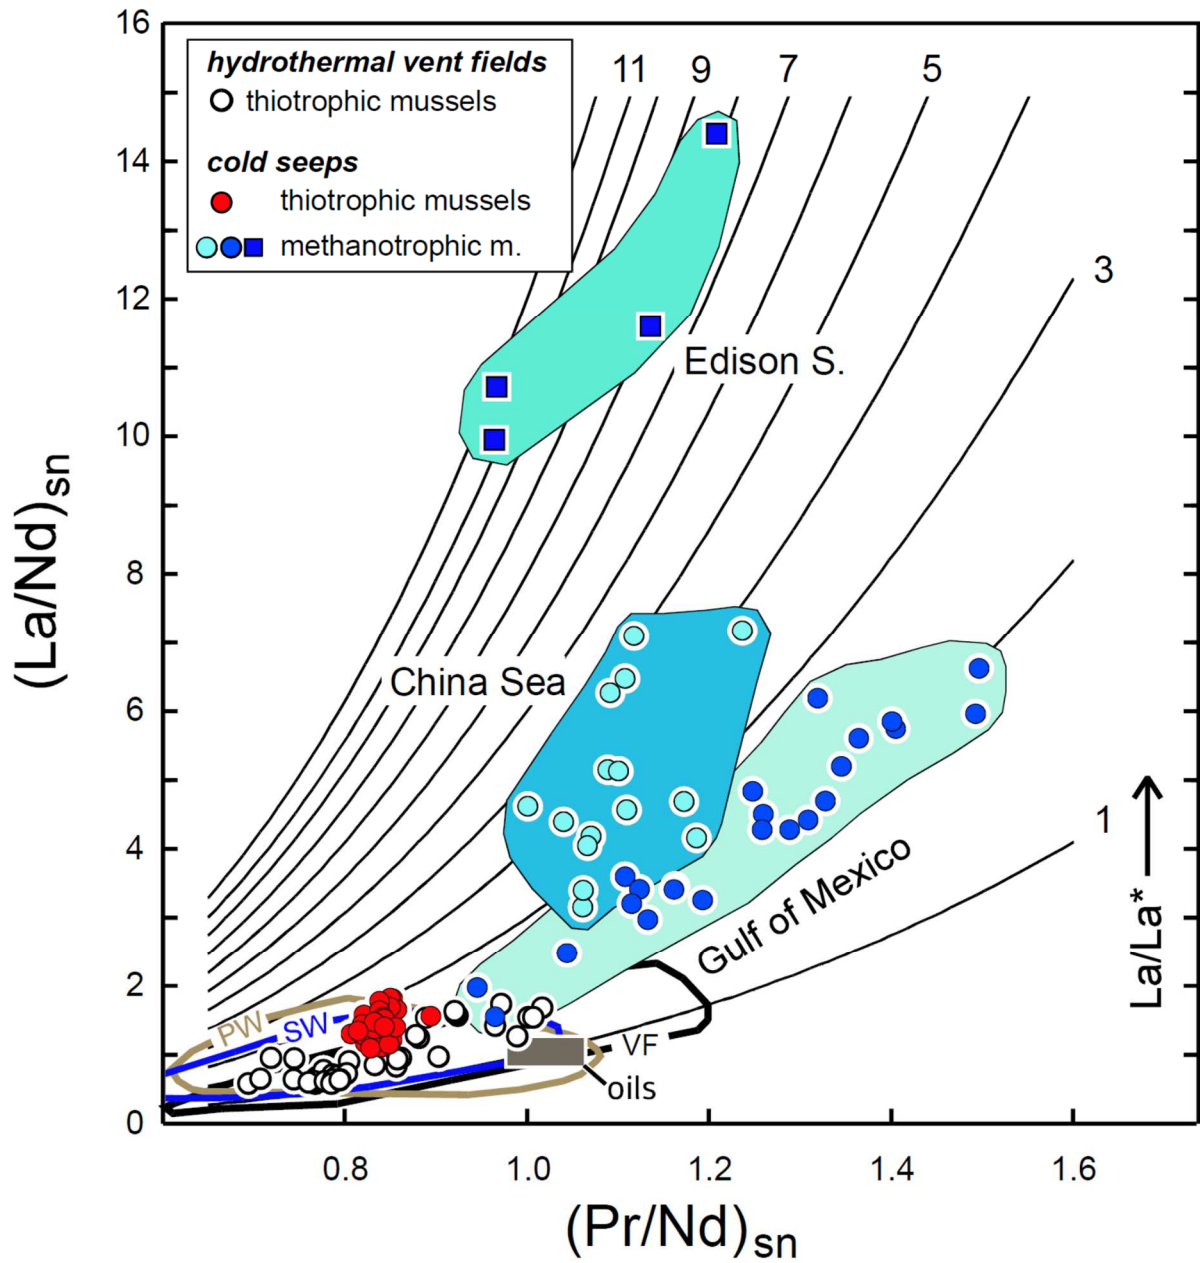 16
14
12
10
8
6
4
2
0
(La/Nd)sn
hydrothermal vent fields
thiotrophic mussels
cold seeps
thiotrophic mussels
methanotrophic m.
11 9 7 5
3
1
Edison S.
China Sea
Gulf of Mexico
La/La*
PW
SW
VF
oils
0.8 1.0 1.2 1.4 1.6
(Pr/Nd)sn